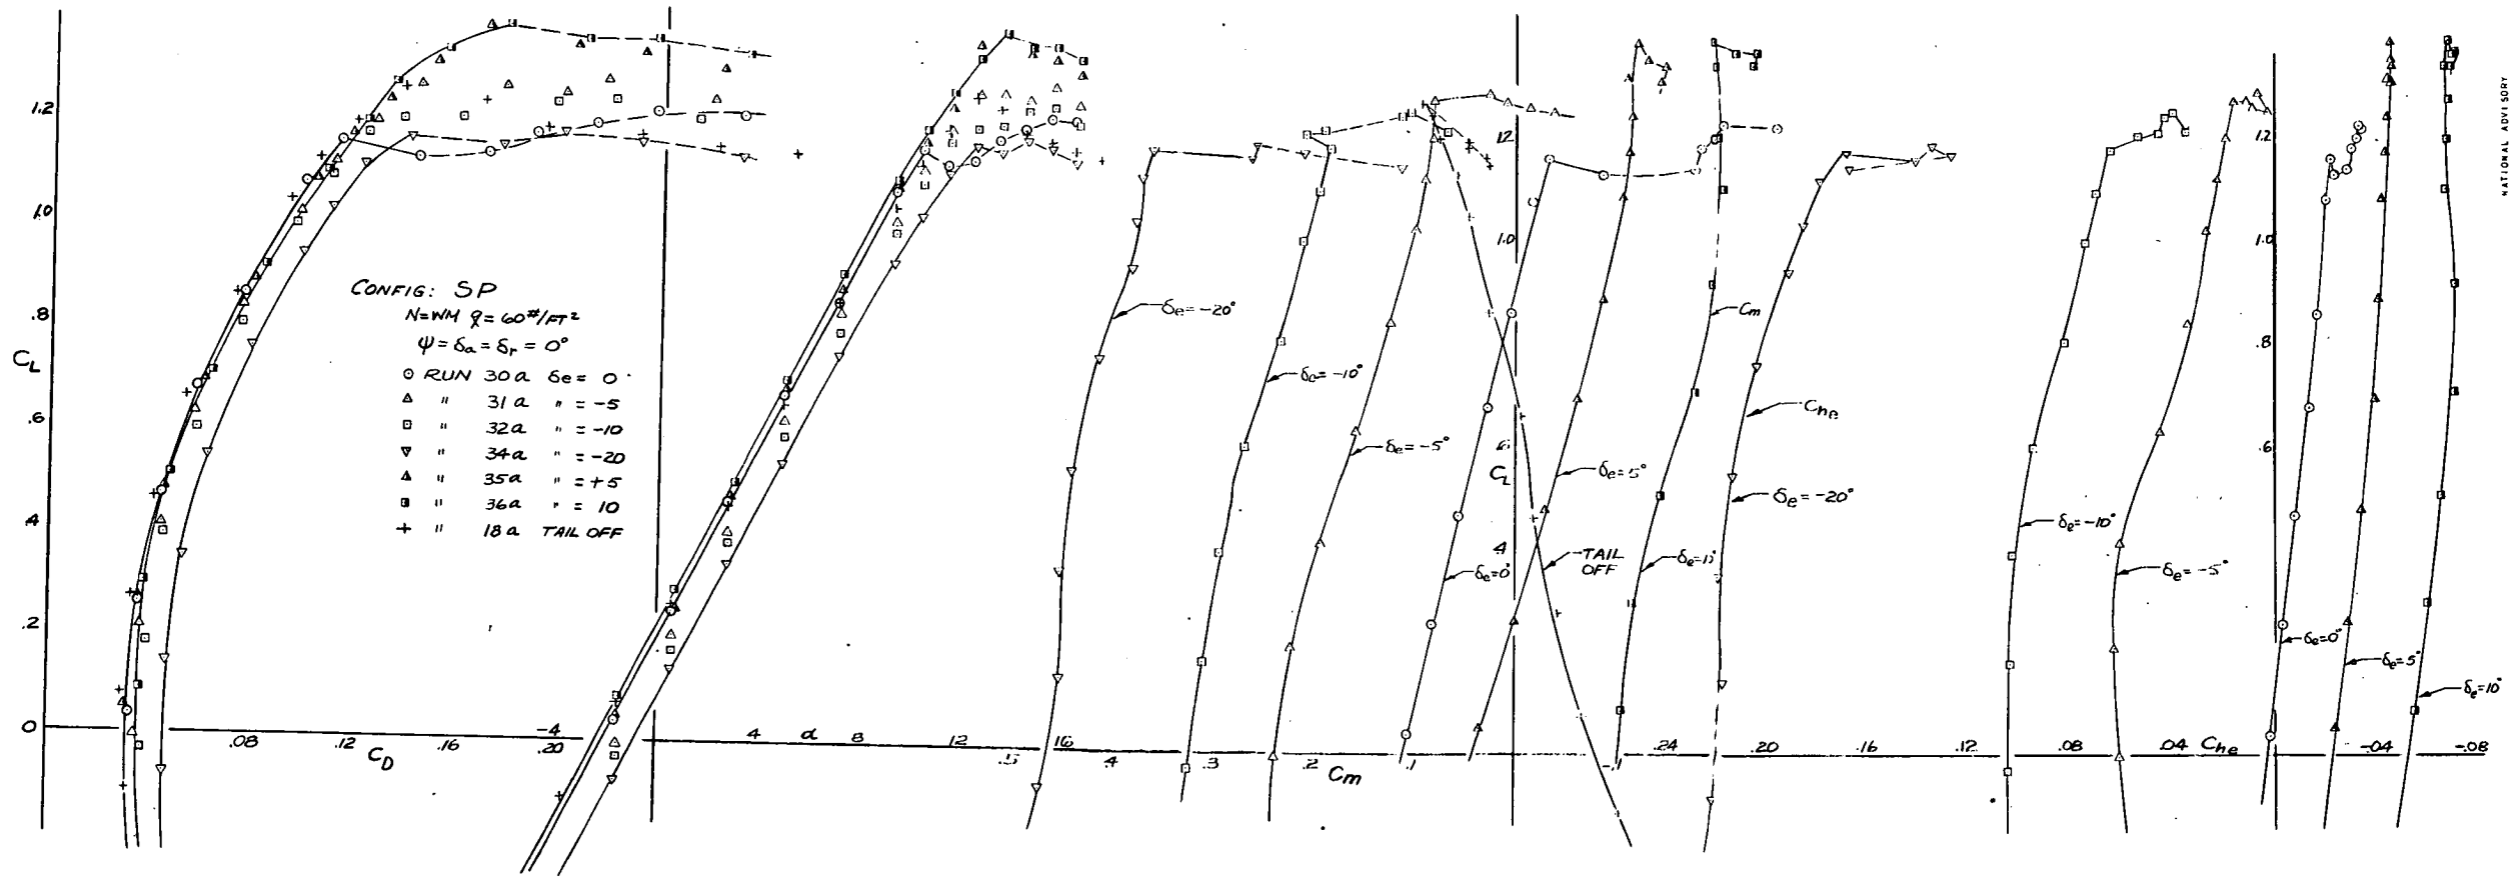 NATIONAL ADVISORY
CONFIG: SP
N=WM q=60#/FT²
ψ = δa = δr = 0°
RUN 30a δe = 0
" 31a " = -5
" 32a " = -10
" 34a " = -20
" 35a " = +5
" 36a " = 10
+ " 18a TAIL OFF
1.2
1.0
.8
CL
.6
.4
.2
0
.08 .12 .16 .20
CD
-4 4 α 8 12 16
.5 .4 .3 .2 .1 -.1
Cm
1.2
1.0
.6
CL
.4
δe=-20°
δe=-10°
δe=-5°
δe=0°
δe=5°
TAIL
OFF
Cm
Che
δe=-20°
δe=-10°
δe=-5°
δe=0°
δe=5°
δe=10°
.24 .20 .16 .12 .08 .04 Che -.04 -.08
1.2
1.0
.8
.6